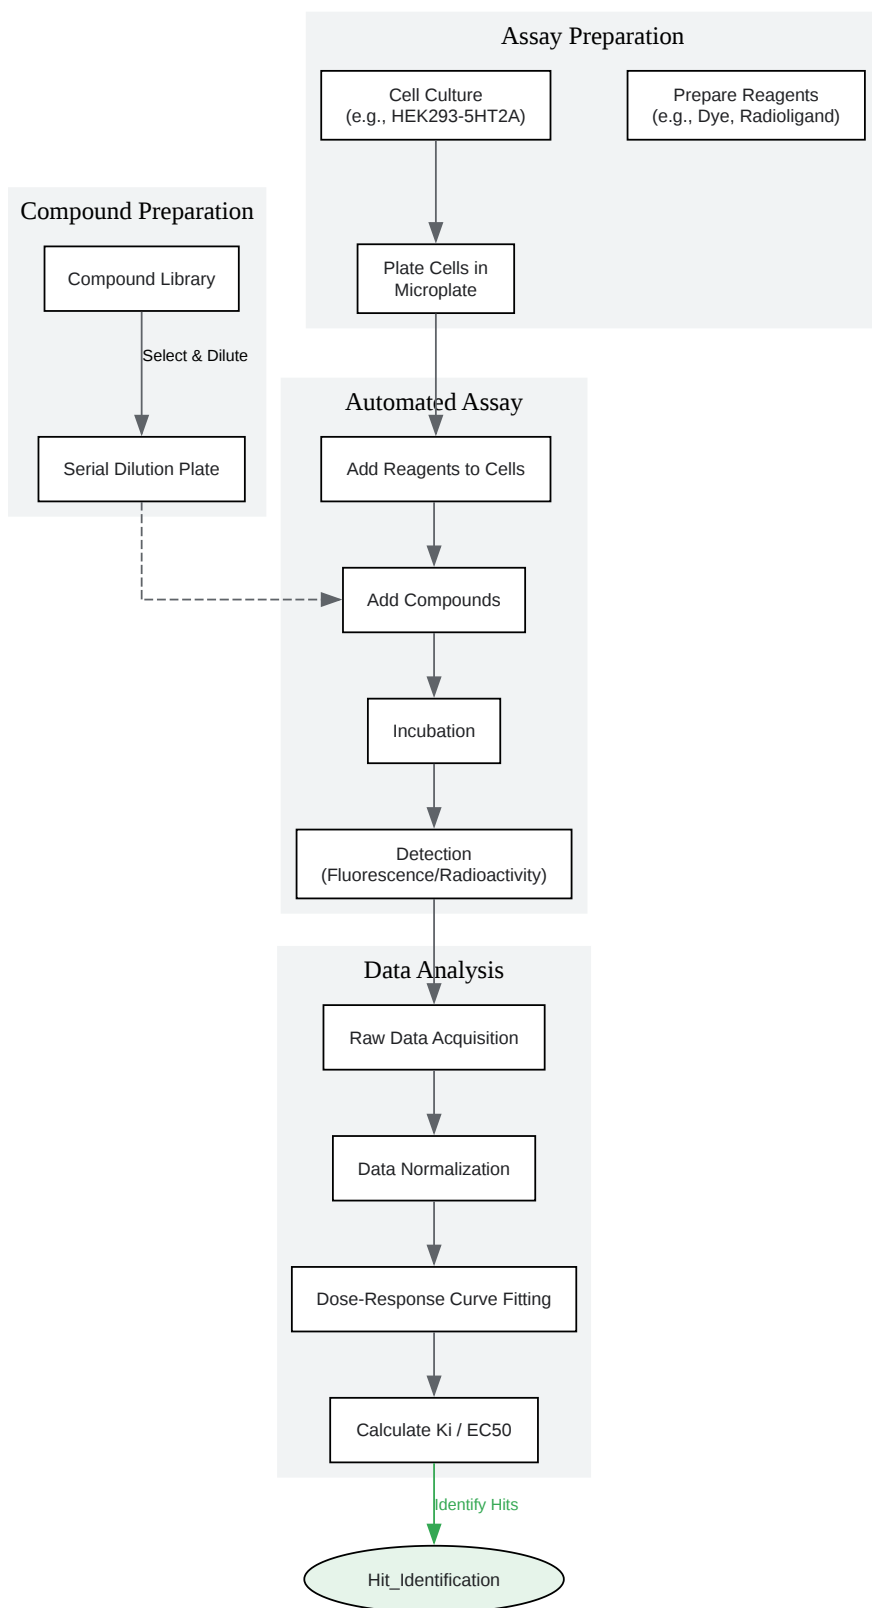 Assay Preparation
Cell Culture
(e.g., HEK293-5HT2A)
Prepare Reagents
(e.g., Dye, Radioligand)
Plate Cells in
Microplate
Compound Preparation
Compound Library
Select & Dilute
Serial Dilution Plate
Automated Assay
Add Reagents to Cells
Add Compounds
Incubation
Detection
(Fluorescence/Radioactivity)
Data Analysis
Raw Data Acquisition
Data Normalization
Dose-Response Curve Fitting
Calculate Ki / EC50
Identify Hits
Hit_Identification